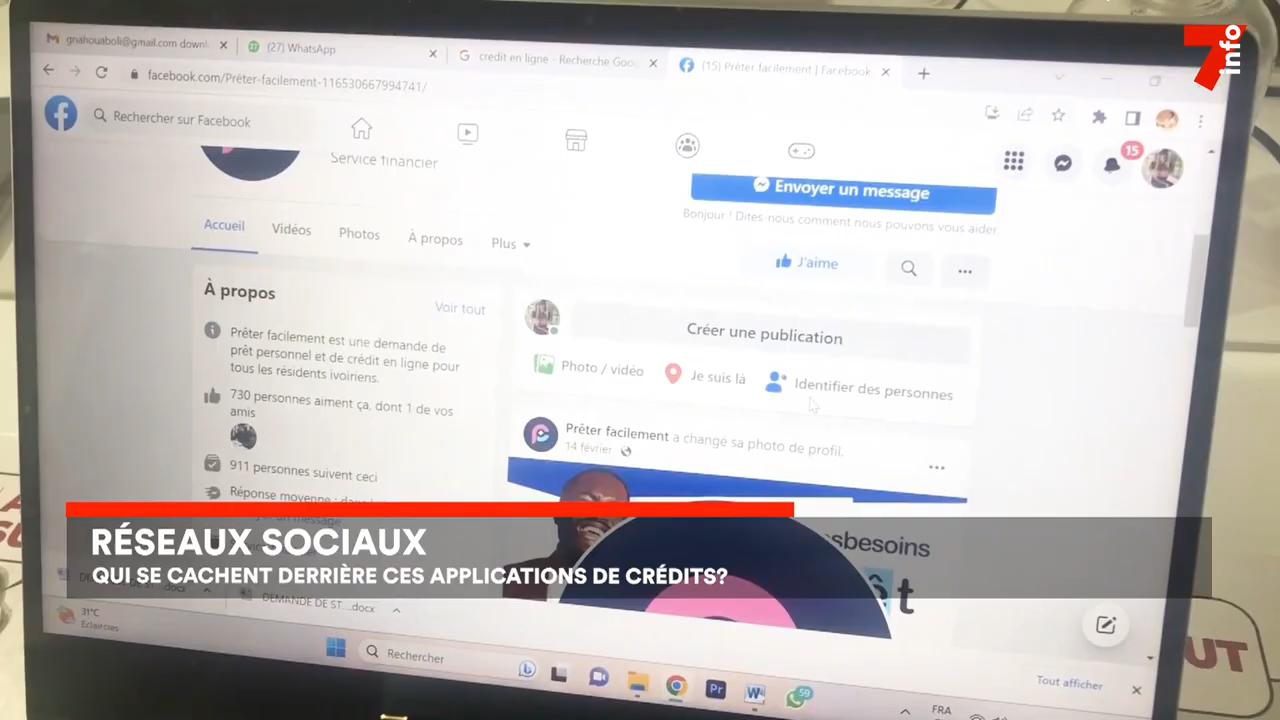 7info
gnahouaboli@gmail.com downl
(27) WhatsApp
credit en ligne - Recherche Goo
(15) Prêter facilement | Facebook
facebook.com/Prêter-facilement-116530667994741/
Rechercher sur Facebook
Service financier
15
Envoyer un message
Bonjour ! Dites-nous comment nous pouvons vous aider
Accueil
Vidéos
Photos
À propos
Plus
J'aime
À propos
Voir tout
Prêter facilement est une demande de
prêt personnel et de crédit en ligne pour
tous les résidents ivoiriens.
730 personnes aiment ça, dont 1 de vos
amis
911 personnes suivent ceci
Réponse moyenne :
Créer une publication
Photo / vidéo
Je suis là
Identifier des personnes
Prêter facilement a changé sa photo de profil.
14 février
sbesoins
ôt
RÉSEAUX SOCIAUX
QUI SE CACHENT DERRIÈRE CES APPLICATIONS DE CRÉDITS?
DEMANDE DE ST....docx
Tout afficher
31°C
Eclaircies
Rechercher
59
FRA
UT